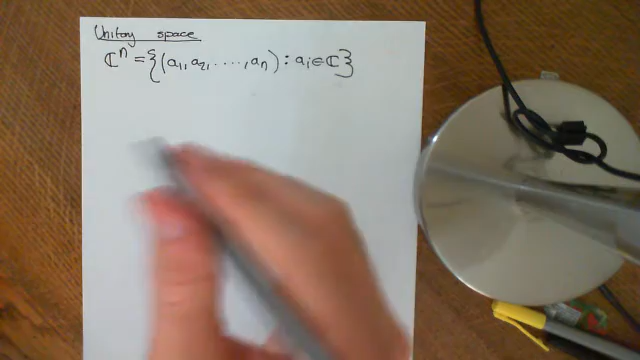 Unitary space
ℂⁿ = {(a₁, a₂, ....., aₙ) : aᵢ ∈ ℂ}